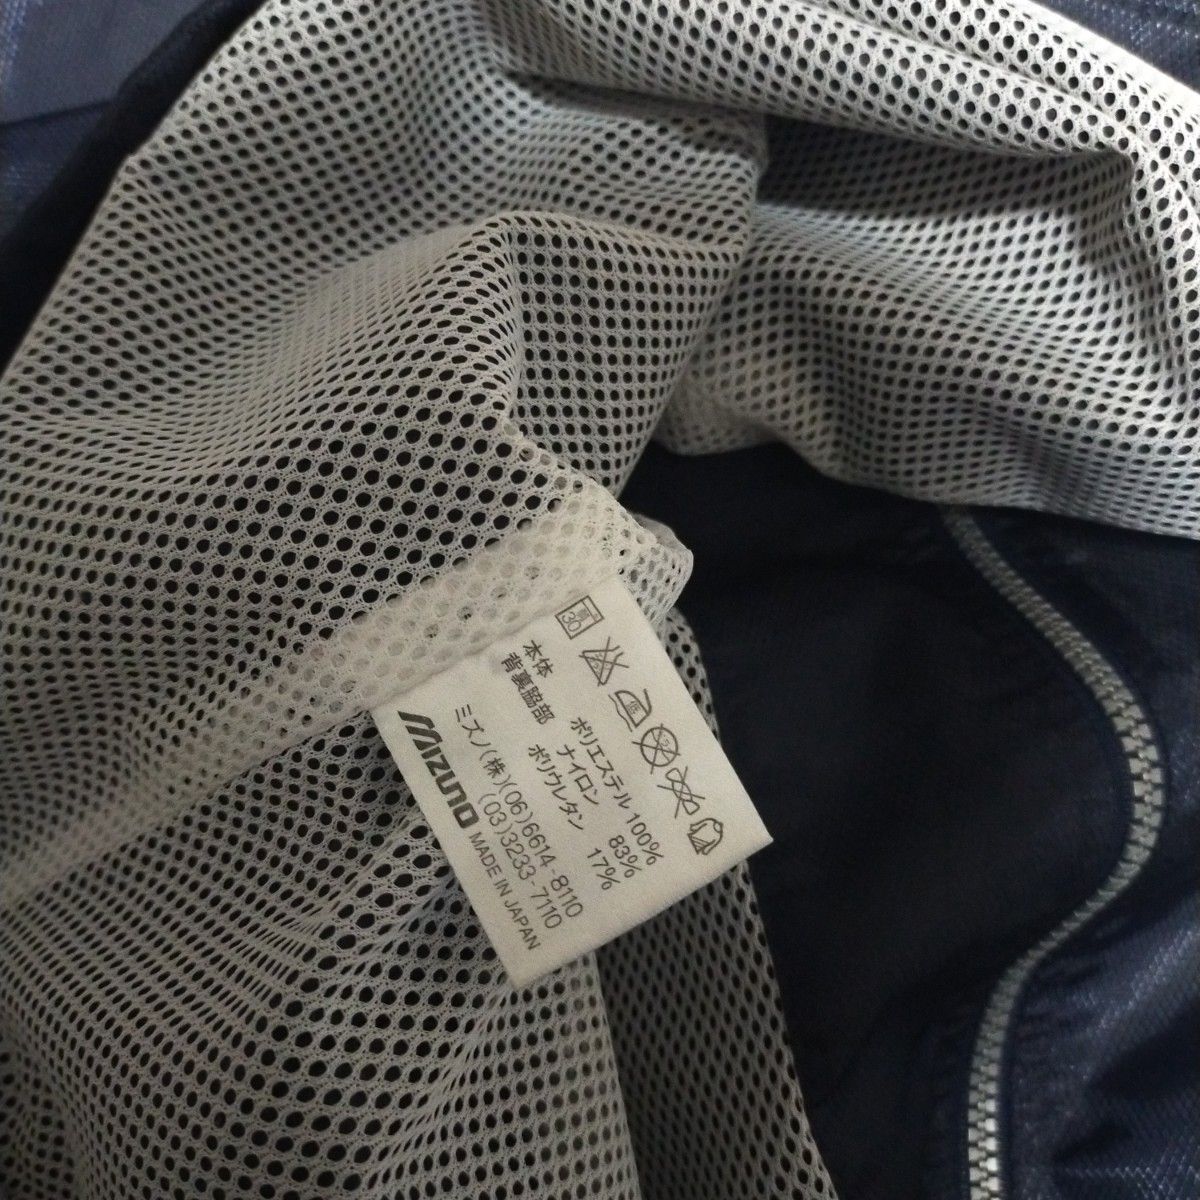 30
本体 ポリエステル 100%
背裏脇部 ナイロン 83%
ポリウレタン 17%
ミズノ(株)(06)6614-8110
(03)3233-7110
MIZUNO MADE IN JAPAN